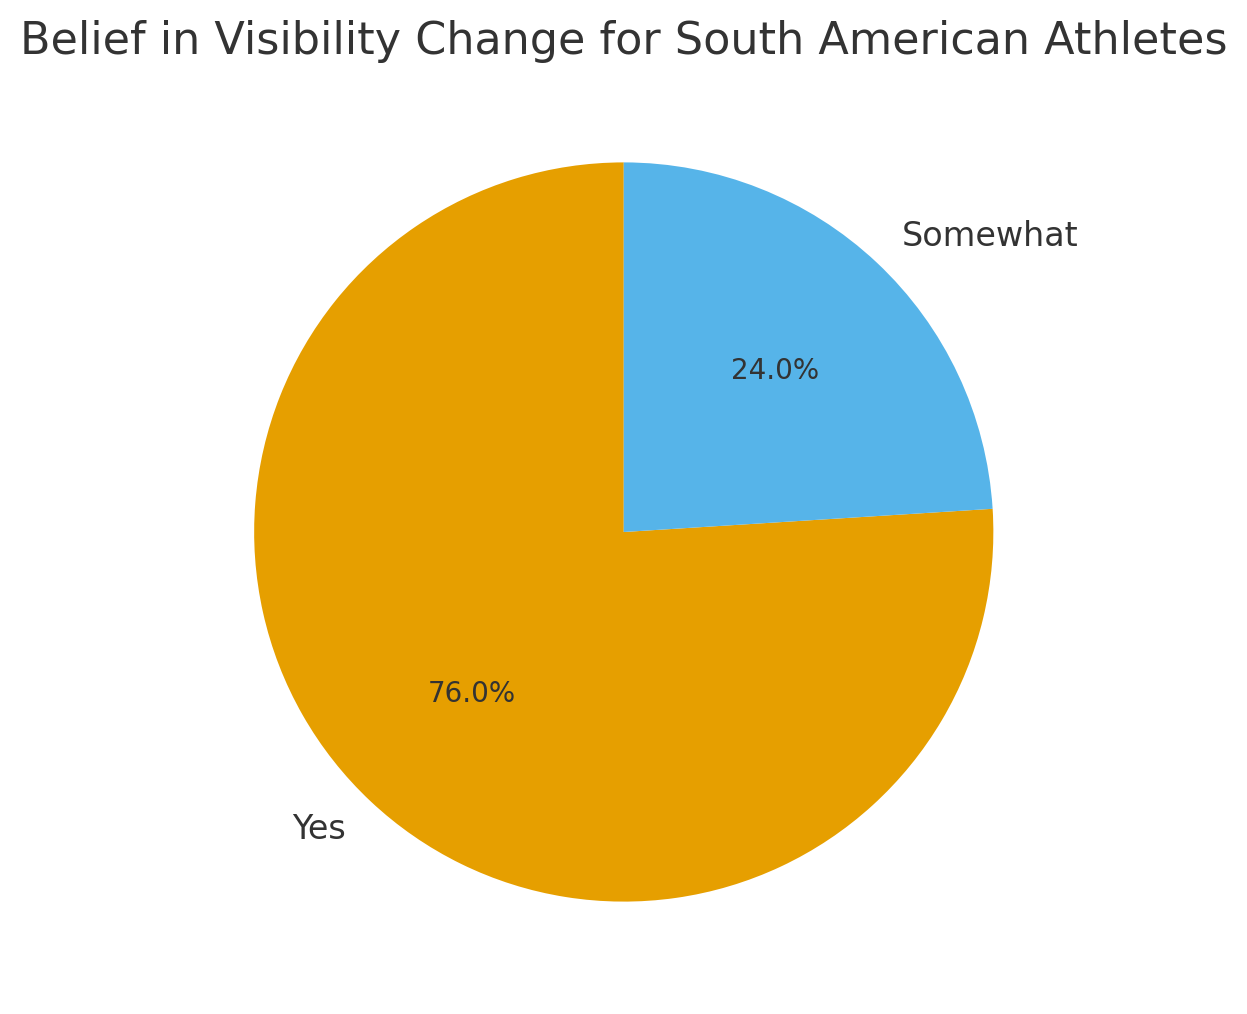 Belief in Visibility Change for South American Athletes
Somewhat
24.0%
76.0%
Yes